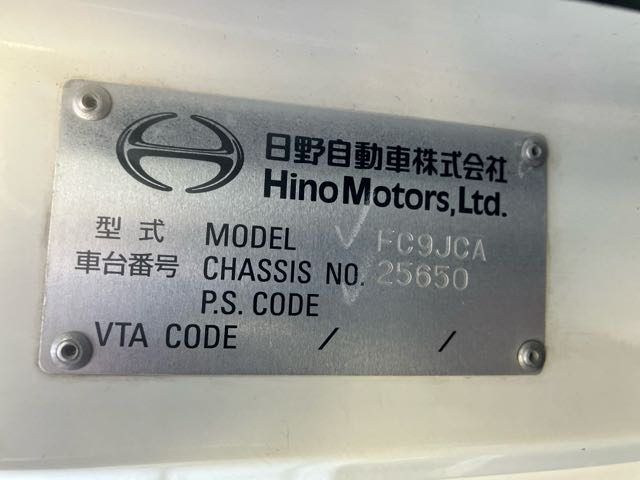 日野自動車株式会社
Hino Motors, Ltd.
型式 MODEL FC9JCA
車台番号 CHASSIS NO. 25650
P.S. CODE
VTA CODE / /